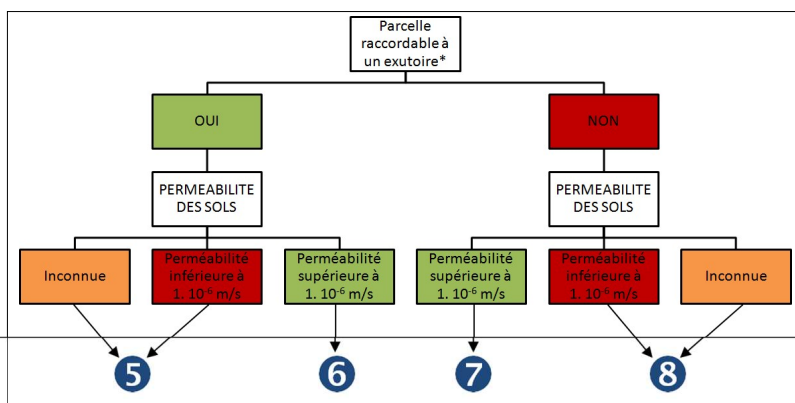 Parcelle
raccordable à
un exutoire*
OUI
NON
PERMEABILITE
DES SOLS
PERMEABILITE
DES SOLS
Inconnue
Perméabilité
inférieure à
1. 10⁻⁶ m/s
Perméabilité
supérieure à
1. 10⁻⁶ m/s
Perméabilité
supérieure à
1. 10⁻⁶ m/s
Perméabilité
inférieure à
1. 10⁻⁶ m/s
Inconnue
5
6
7
8